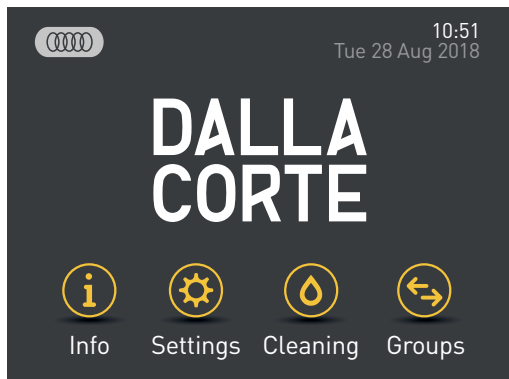 10:51
Tue 28 Aug 2018
DALLA
CORTE
Info Settings Cleaning Groups